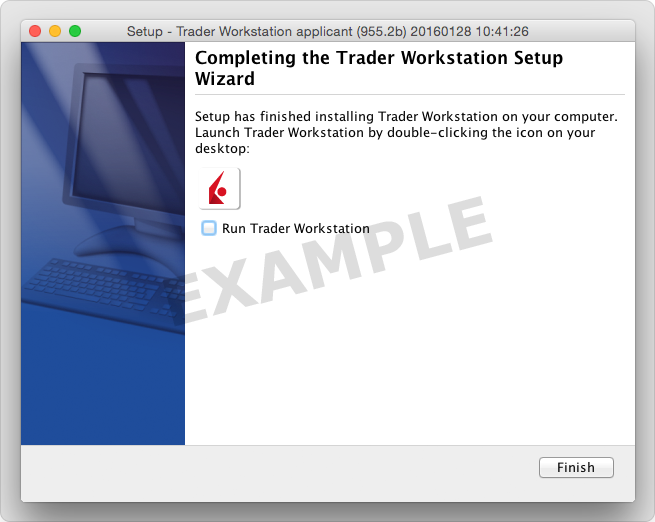 Setup - Trader Workstation applicant (955.2b) 20160128 10:41:26
Completing the Trader Workstation Setup
Wizard
Setup has finished installing Trader Workstation on your computer.
Launch Trader Workstation by double-clicking the icon on your
desktop:
Run Trader Workstation
EXAMPLE
Finish